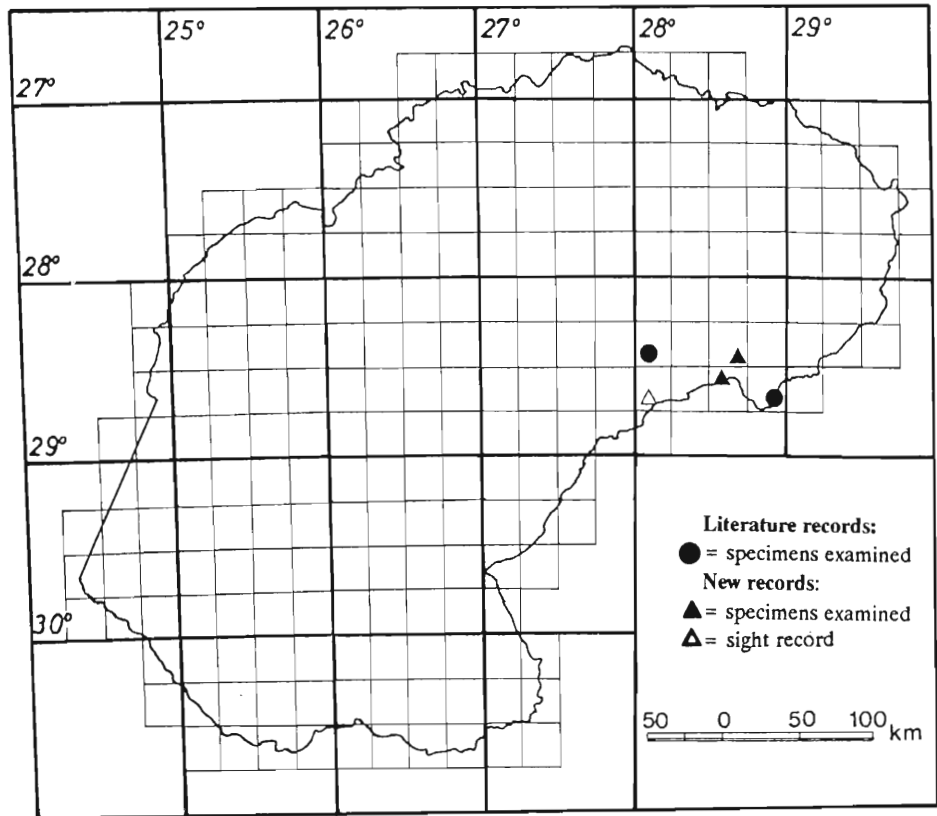 25° 26° 27° 28° 29°
27°
28°
29°
30°
Literature records:
● = specimens examined
New records:
▲ = specimens examined
△ = sight record
50 0 50 100 km